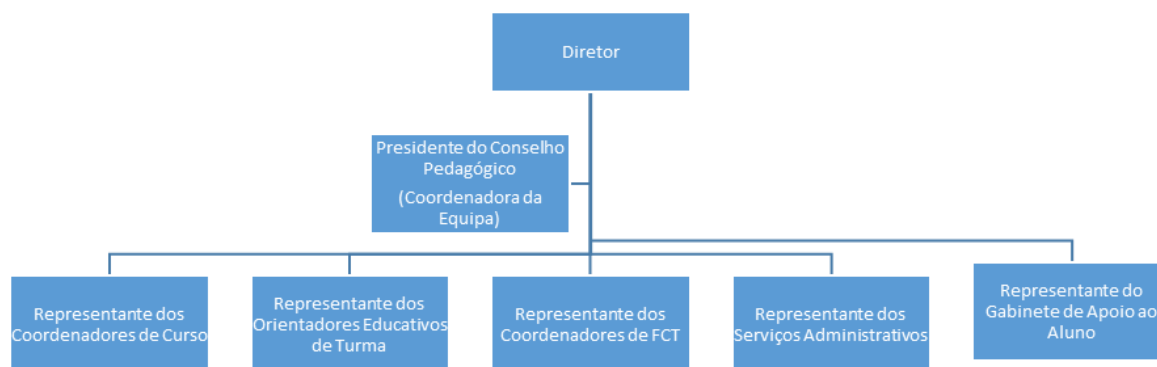 Diretor
Presidente do Conselho
Pedagógico
(Coordenadora da
Equipa)
Representante dos
Coordenadores de Curso
Representante dos
Orientadores Educativos
de Turma
Representante dos
Coordenadores de FCT
Representante dos
Serviços Administrativos
Representante do
Gabinete de Apoio ao
Aluno